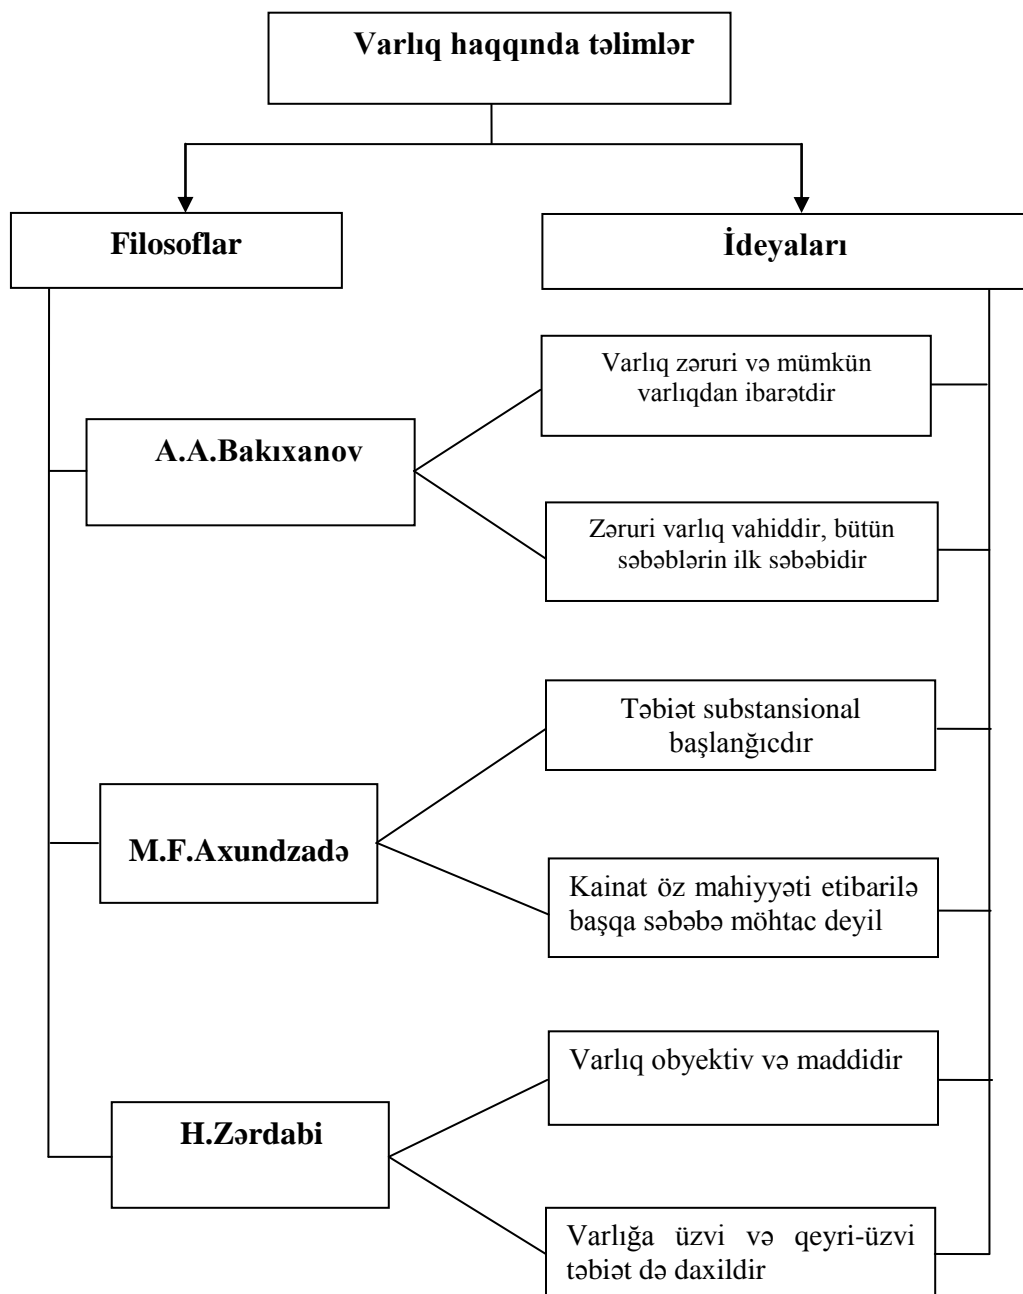 Varlıq haqqında təlimlər
Filosoflar
İdeyaları
A.A.Bakıxanov
Varlıq zəruri və mümkün
varlıqdan ibarətdir
Zəruri varlıq vahiddir, bütün
səbəblərin ilk səbəbidir
M.F.Axundzadə
Təbiət substansional
başlanğıcdır
Kainat öz mahiyyəti etibarilə
başqa səbəbə möhtac deyil
H.Zərdabi
Varlıq obyektiv və maddidir
Varlığa üzvi və qeyri-üzvi
təbiət də daxildir